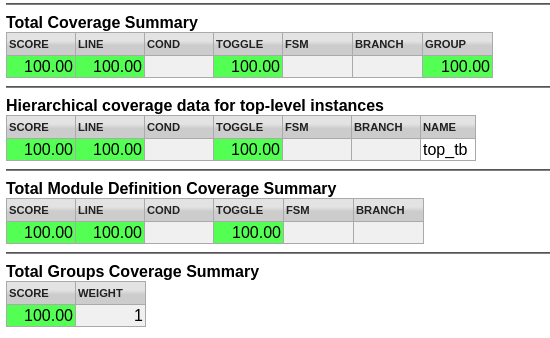 Total Coverage Summary
SCORE LINE COND TOGGLE FSM BRANCH GROUP
100.00 100.00 100.00 100.00
Hierarchical coverage data for top-level instances
SCORE LINE COND TOGGLE FSM BRANCH NAME
100.00 100.00 100.00 top_tb
Total Module Definition Coverage Summary
SCORE LINE COND TOGGLE FSM BRANCH
100.00 100.00 100.00
Total Groups Coverage Summary
SCORE WEIGHT
100.00 1